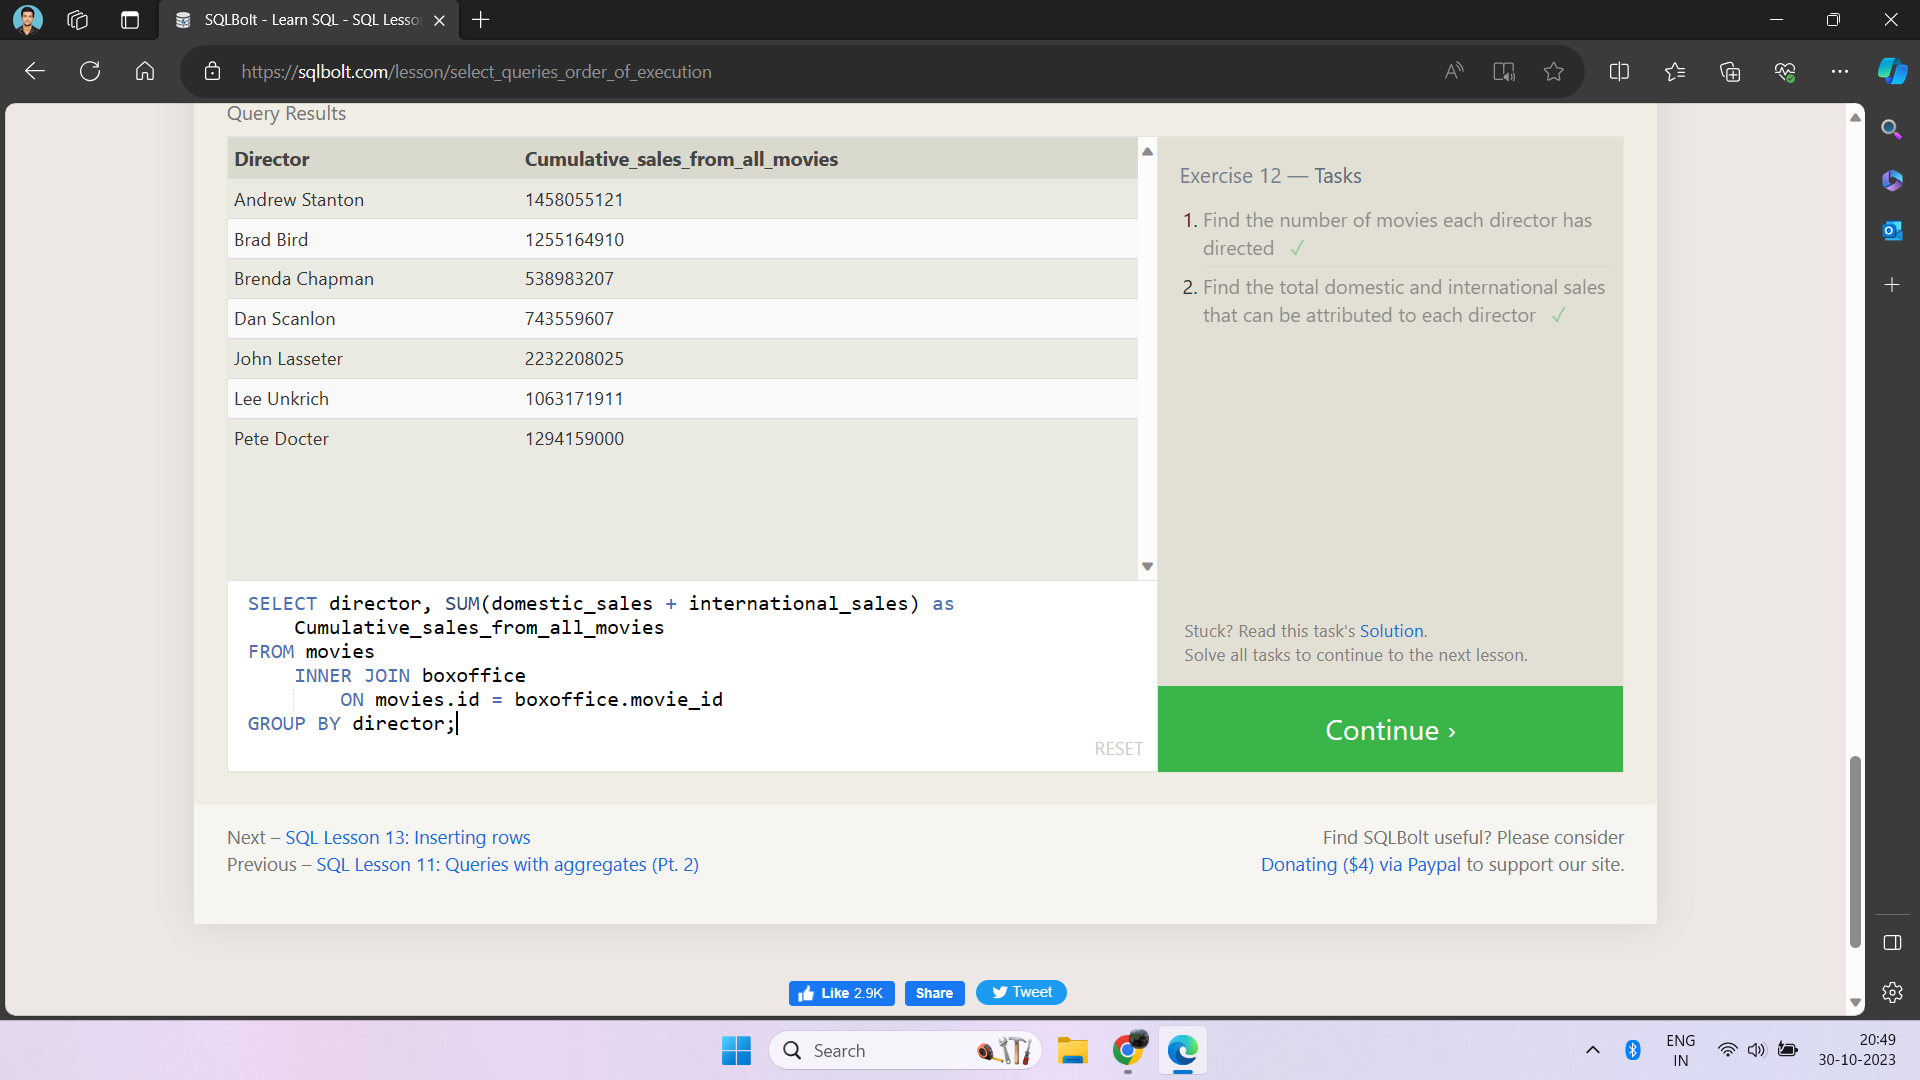 SQLBolt - Learn SQL - SQL Lesso
https://sqlbolt.com/lesson/select_queries_order_of_execution
Query Results
Director Cumulative_sales_from_all_movies
Andrew Stanton 1458055121
Brad Bird 1255164910
Brenda Chapman 538983207
Dan Scanlon 743559607
John Lasseter 2232208025
Lee Unkrich 1063171911
Pete Docter 1294159000
Exercise 12 — Tasks
1. Find the number of movies each director has
directed ✓
2. Find the total domestic and international sales
that can be attributed to each director ✓
SELECT director, SUM(domestic_sales + international_sales) as
Cumulative_sales_from_all_movies
FROM movies
INNER JOIN boxoffice
ON movies.id = boxoffice.movie_id
GROUP BY director;
RESET
Stuck? Read this task's Solution.
Solve all tasks to continue to the next lesson.
Continue ›
Next – SQL Lesson 13: Inserting rows
Previous – SQL Lesson 11: Queries with aggregates (Pt. 2)
Find SQLBolt useful? Please consider
Donating ($4) via Paypal to support our site.
Like 2.9K Share Tweet
Search
ENG
IN
20:49
30-10-2023